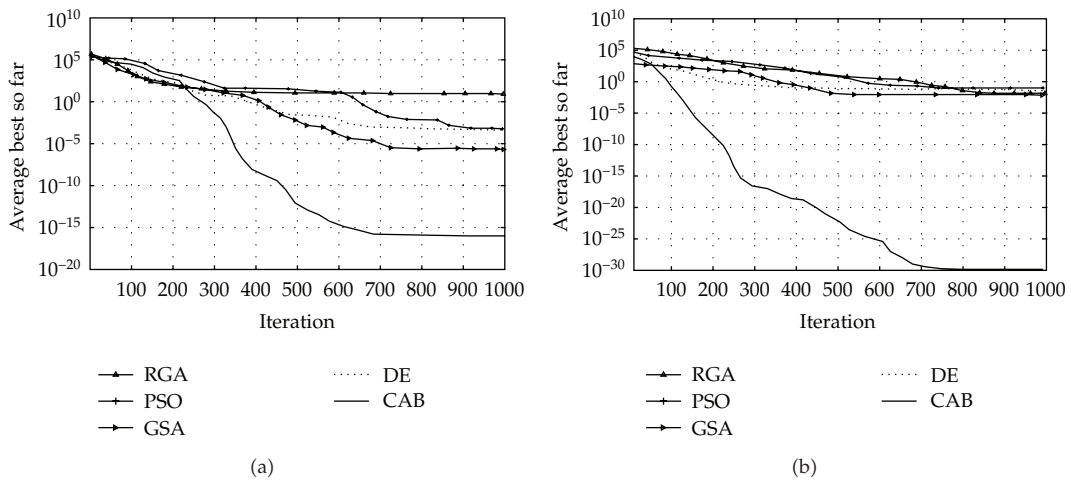 10^10
10^5
10^0
10^−5
10^−10
10^−15
10^−20
Average best so far
100 200 300 400 500 600 700 800 900 1000
Iteration
RGA
PSO
GSA
DE
CAB
(a)
10^10
10^5
10^0
10^−5
10^−10
10^−15
10^−20
10^−25
10^−30
Average best so far
100 200 300 400 500 600 700 800 900 1000
Iteration
RGA
PSO
GSA
DE
CAB
(b)